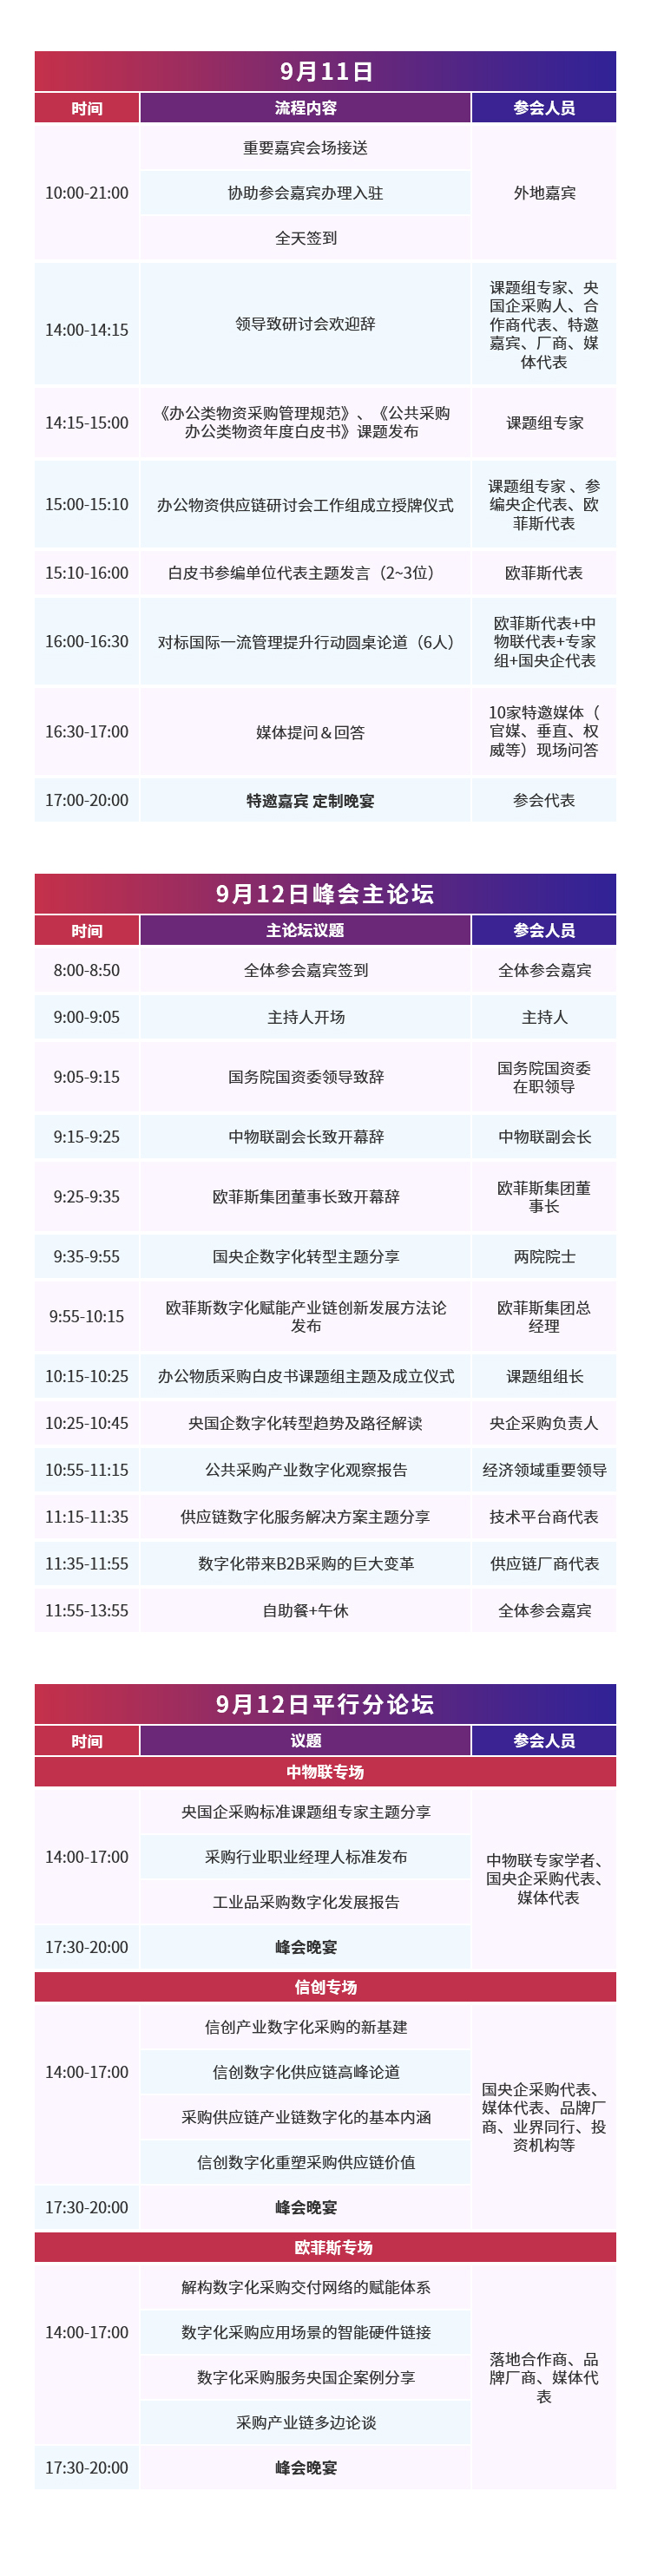 9月11日
时间
流程内容
参会人员
10:00-21:00
重要嘉宾会场接送
协助参会嘉宾办理入驻
全天签到
外地嘉宾
14:00-14:15
领导致研讨会欢迎辞
课题组专家、央
国企采购人、合
作商代表、特邀
嘉宾、厂商、媒
体代表
14:15-15:00
《办公类物资采购管理规范》、《公共采购
办公类物资年度白皮书》课题发布
课题组专家
15:00-15:10
办公物资供应链研讨会工作组成立授牌仪式
课题组专家 、参
编央企代表、欧
菲斯代表
15:10-16:00
白皮书参编单位代表主题发言（2~3位）
欧菲斯代表
16:00-16:30
对标国际一流管理提升行动圆桌论道（6人）
欧菲斯代表+中
物联代表+专家
组+国央企代表
16:30-17:00
媒体提问＆回答
10家特邀媒体（
官媒、垂直、权
威等）现场问答
17:00-20:00
特邀嘉宾 定制晚宴
参会代表
9月12日峰会主论坛
时间
主论坛议题
参会人员
8:00-8:50
全体参会嘉宾签到
全体参会嘉宾
9:00-9:05
主持人开场
主持人
9:05-9:15
国务院国资委领导致辞
国务院国资委
在职领导
9:15-9:25
中物联副会长致开幕辞
中物联副会长
9:25-9:35
欧菲斯集团董事长致开幕辞
欧菲斯集团董
事长
9:35-9:55
国央企数字化转型主题分享
两院院士
9:55-10:15
欧菲斯数字化赋能产业链创新发展方法论
发布
欧菲斯集团总
经理
10:15-10:25
办公物质采购白皮书课题组主题及成立仪式
课题组组长
10:25-10:45
央国企数字化转型趋势及路径解读
央企采购负责人
10:55-11:15
公共采购产业数字化观察报告
经济领域重要领导
11:15-11:35
供应链数字化服务解决方案主题分享
技术平台商代表
11:35-11:55
数字化带来B2B采购的巨大变革
供应链厂商代表
11:55-13:55
自助餐+午休
全体参会嘉宾
9月12日平行分论坛
时间
议题
参会人员
中物联专场
14:00-17:00
央国企采购标准课题组专家主题分享
采购行业职业经理人标准发布
工业品采购数字化发展报告
中物联专家学者、
国央企采购代表、
媒体代表
17:30-20:00
峰会晚宴
信创专场
14:00-17:00
信创产业数字化采购的新基建
信创数字化供应链高峰论道
采购供应链产业链数字化的基本内涵
信创数字化重塑采购供应链价值
国央企采购代表、
媒体代表、品牌厂
商、业界同行、投
资机构等
17:30-20:00
峰会晚宴
欧菲斯专场
14:00-17:00
解构数字化采购交付网络的赋能体系
数字化采购应用场景的智能硬件链接
数字化采购服务央国企案例分享
采购产业链多边论谈
落地合作商、品
牌厂商、媒体代
表
17:30-20:00
峰会晚宴